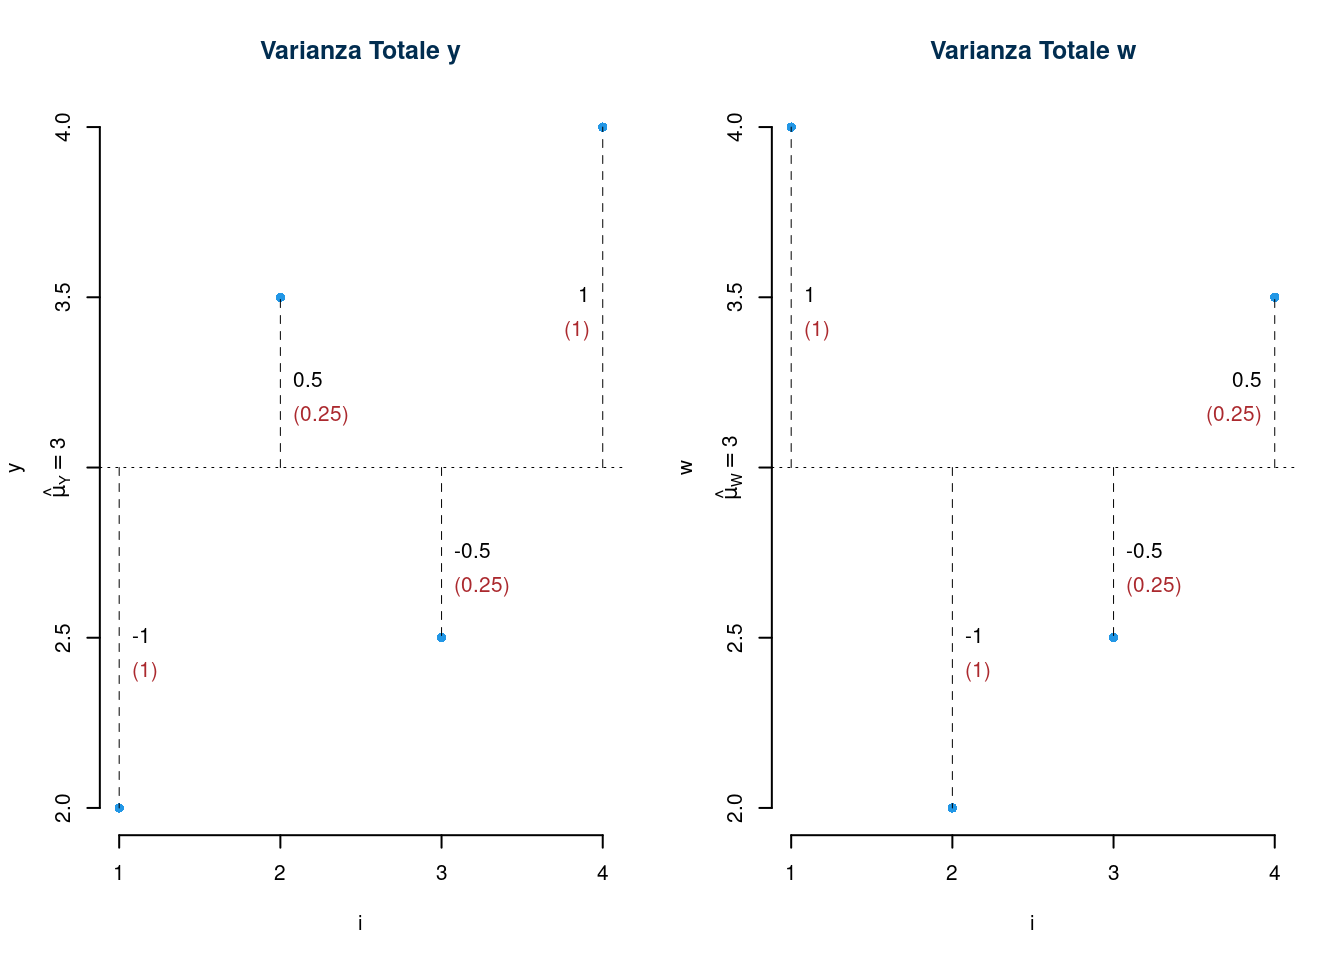 Varianza Totale y
4.0
3.5
μ̂Y = 3
2.5
2.0
y
-1
(1)
0.5
(0.25)
-0.5
(0.25)
1
(1)
1 2 3 4
i
Varianza Totale w
4.0
3.5
μ̂W = 3
2.5
2.0
w
1
(1)
-1
(1)
-0.5
(0.25)
0.5
(0.25)
1 2 3 4
i